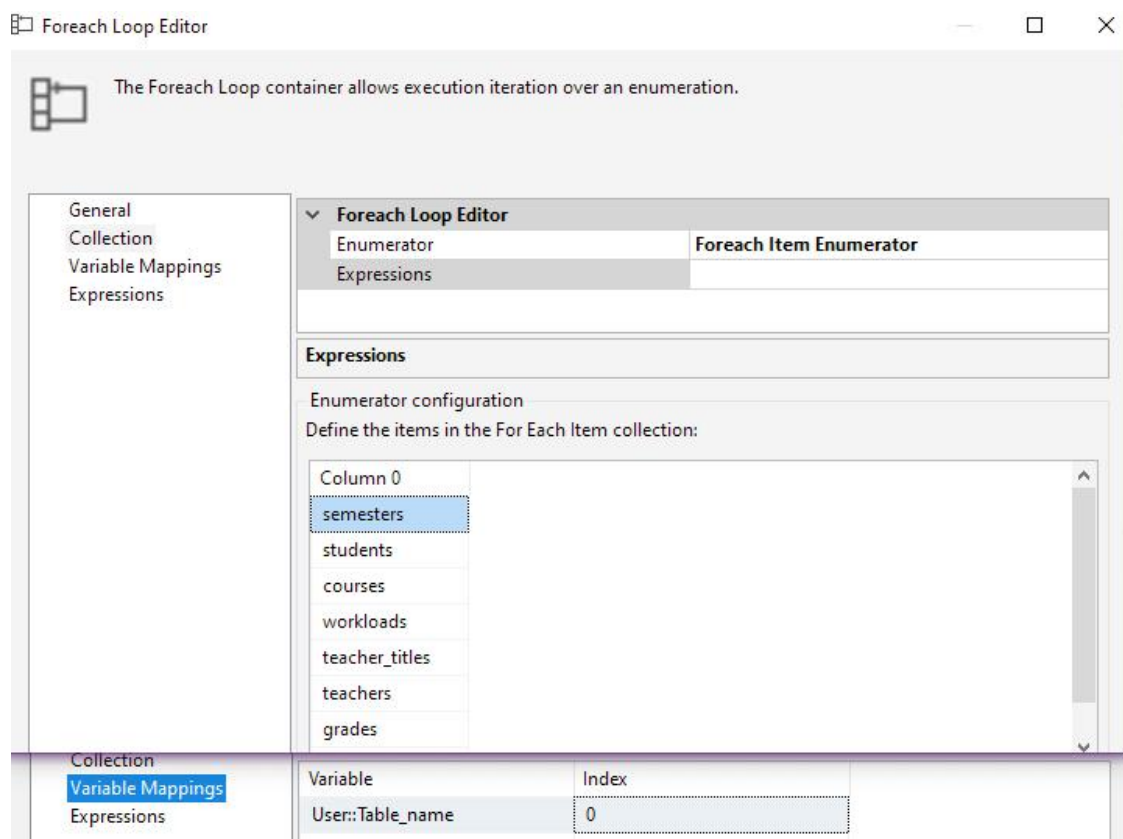 Foreach Loop Editor
The Foreach Loop container allows execution iteration over an enumeration.
General
Collection
Variable Mappings
Expressions
Foreach Loop Editor
Enumerator Foreach Item Enumerator
Expressions
Expressions
Enumerator configuration
Define the items in the For Each Item collection:
Column 0
semesters
students
courses
workloads
teacher_titles
teachers
grades
Collection
Variable Mappings
Expressions
Variable Index
User::Table_name 0